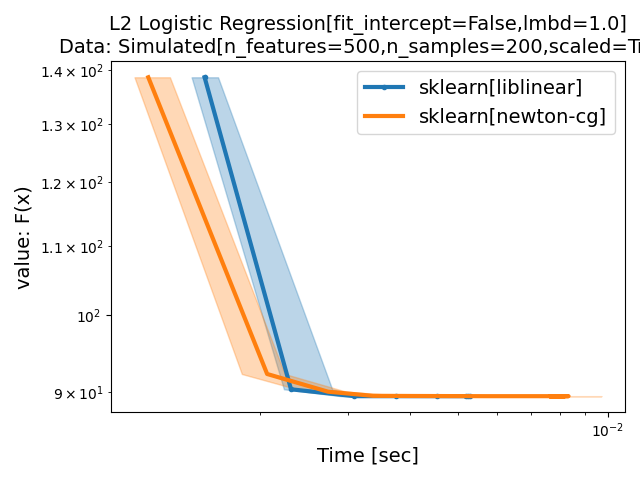 L2 Logistic Regression[fit_intercept=False,lmbd=1.0]
Data: Simulated[n_features=500,n_samples=200,scaled=Tr
sklearn[liblinear]
sklearn[newton-cg]
value: F(x)
1.4 × 10²
1.3 × 10²
1.2 × 10²
1.1 × 10²
10²
9 × 10¹
10⁻²
Time [sec]